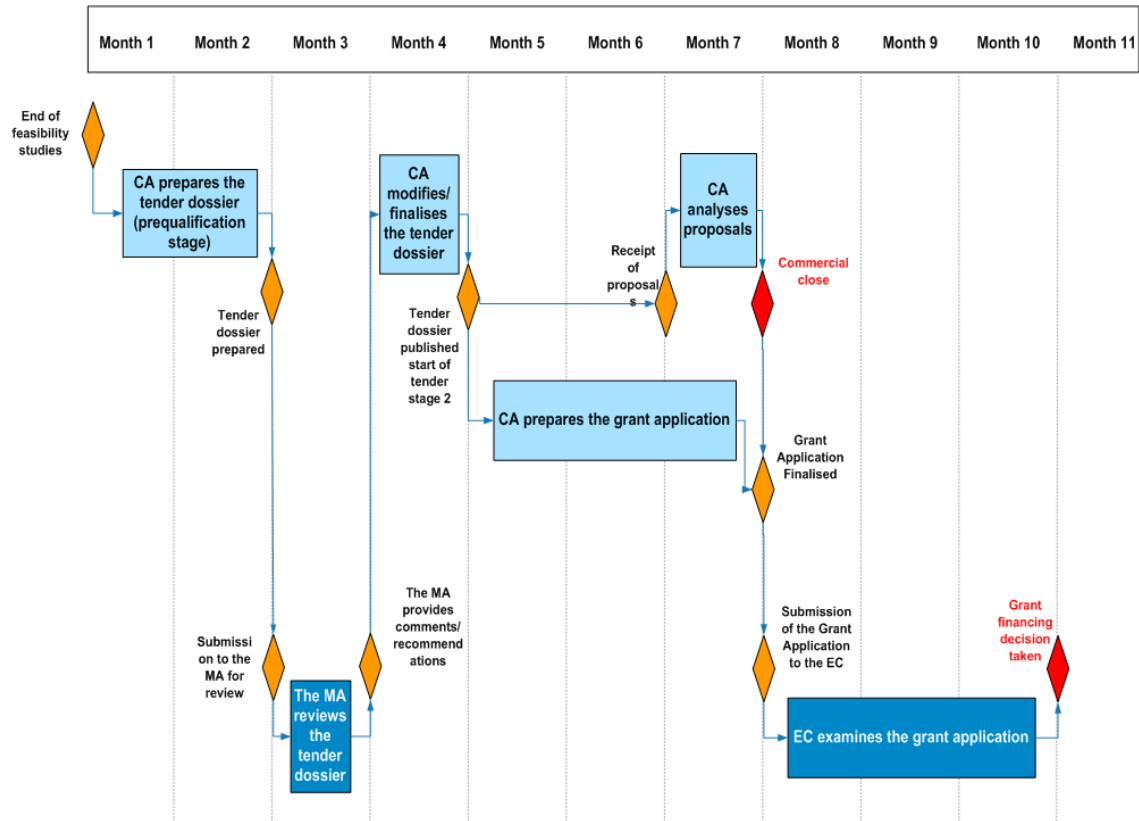 Month 1 Month 2 Month 3 Month 4 Month 5 Month 6 Month 7 Month 8 Month 9 Month 10 Month 11
End of
feasibility
studies
CA prepares the
tender dossier
(prequalification
stage)
Tender
dossier
prepared
Submissi
on to the
MA for
review
The MA
reviews
the
tender
dossier
The MA
provides
comments/
recommend
ations
CA
modifies/
finalises
the tender
dossier
Tender
dossier
published
start of
tender
stage 2
Receipt
of
proposal
s
CA
analyses
proposals
Commercial
close
CA prepares the grant application
Grant
Application
Finalised
Submission
of the Grant
Application
to the EC
EC examines the grant application
Grant
financing
decision
taken